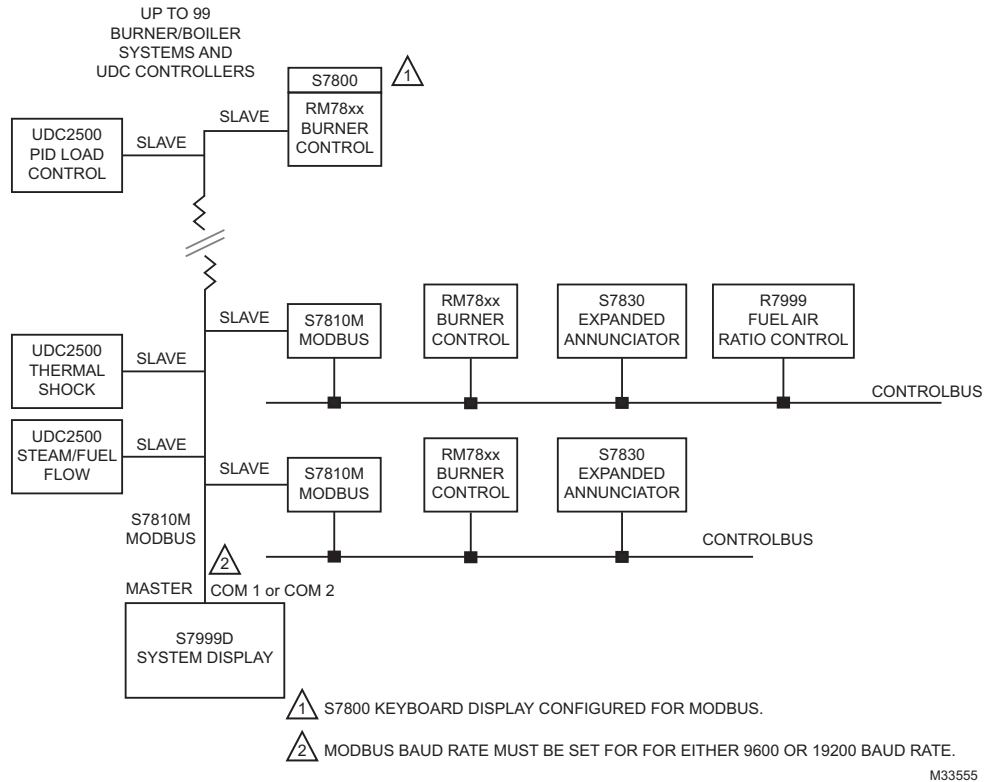 UP TO 99
BURNER/BOILER
SYSTEMS AND
UDC CONTROLLERS
S7800
1
RM78xx
BURNER
CONTROL
SLAVE
UDC2500
PID LOAD
CONTROL
SLAVE
SLAVE
S7810M
MODBUS
RM78xx
BURNER
CONTROL
S7830
EXPANDED
ANNUNCIATOR
R7999
FUEL AIR
RATIO CONTROL
UDC2500
THERMAL
SHOCK
SLAVE
CONTROLBUS
UDC2500
STEAM/FUEL
FLOW
SLAVE
SLAVE
S7810M
MODBUS
RM78xx
BURNER
CONTROL
S7830
EXPANDED
ANNUNCIATOR
S7810M
MODBUS
CONTROLBUS
2
MASTER
COM 1 or COM 2
S7999D
SYSTEM DISPLAY
1 S7800 KEYBOARD DISPLAY CONFIGURED FOR MODBUS.
2 MODBUS BAUD RATE MUST BE SET FOR FOR EITHER 9600 OR 19200 BAUD RATE.
M33555